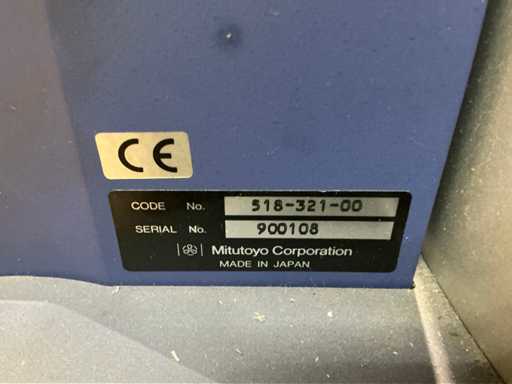 CE
CODE No. 518-321-00
SERIAL No. 900108
Mitutoyo Corporation
MADE IN JAPAN